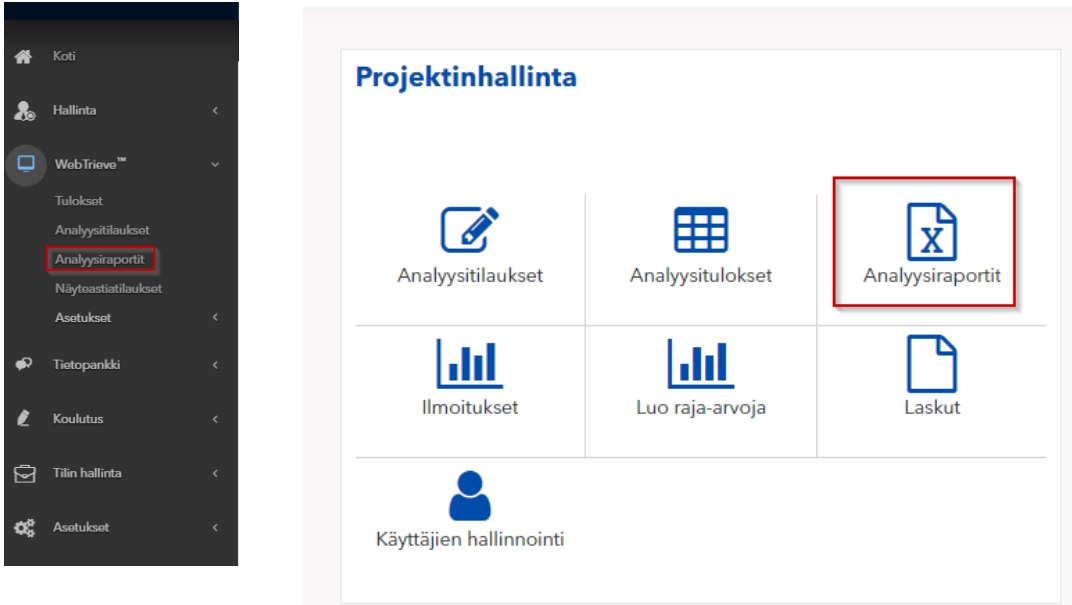 Koti
Hallinta
WebTrieve™
Tulokset
Analyysitilaukset
Analyysiraportit
Näyteastiatilaukset
Asetukset
Tietopankki
Koulutus
Tilin hallinta
Asetukset
Projektinhallinta
Analyysitilaukset
Analyysitulokset
X
Analyysiraportit
Ilmoitukset
Luo raja-arvoja
Laskut
Käyttäjien hallinnointi